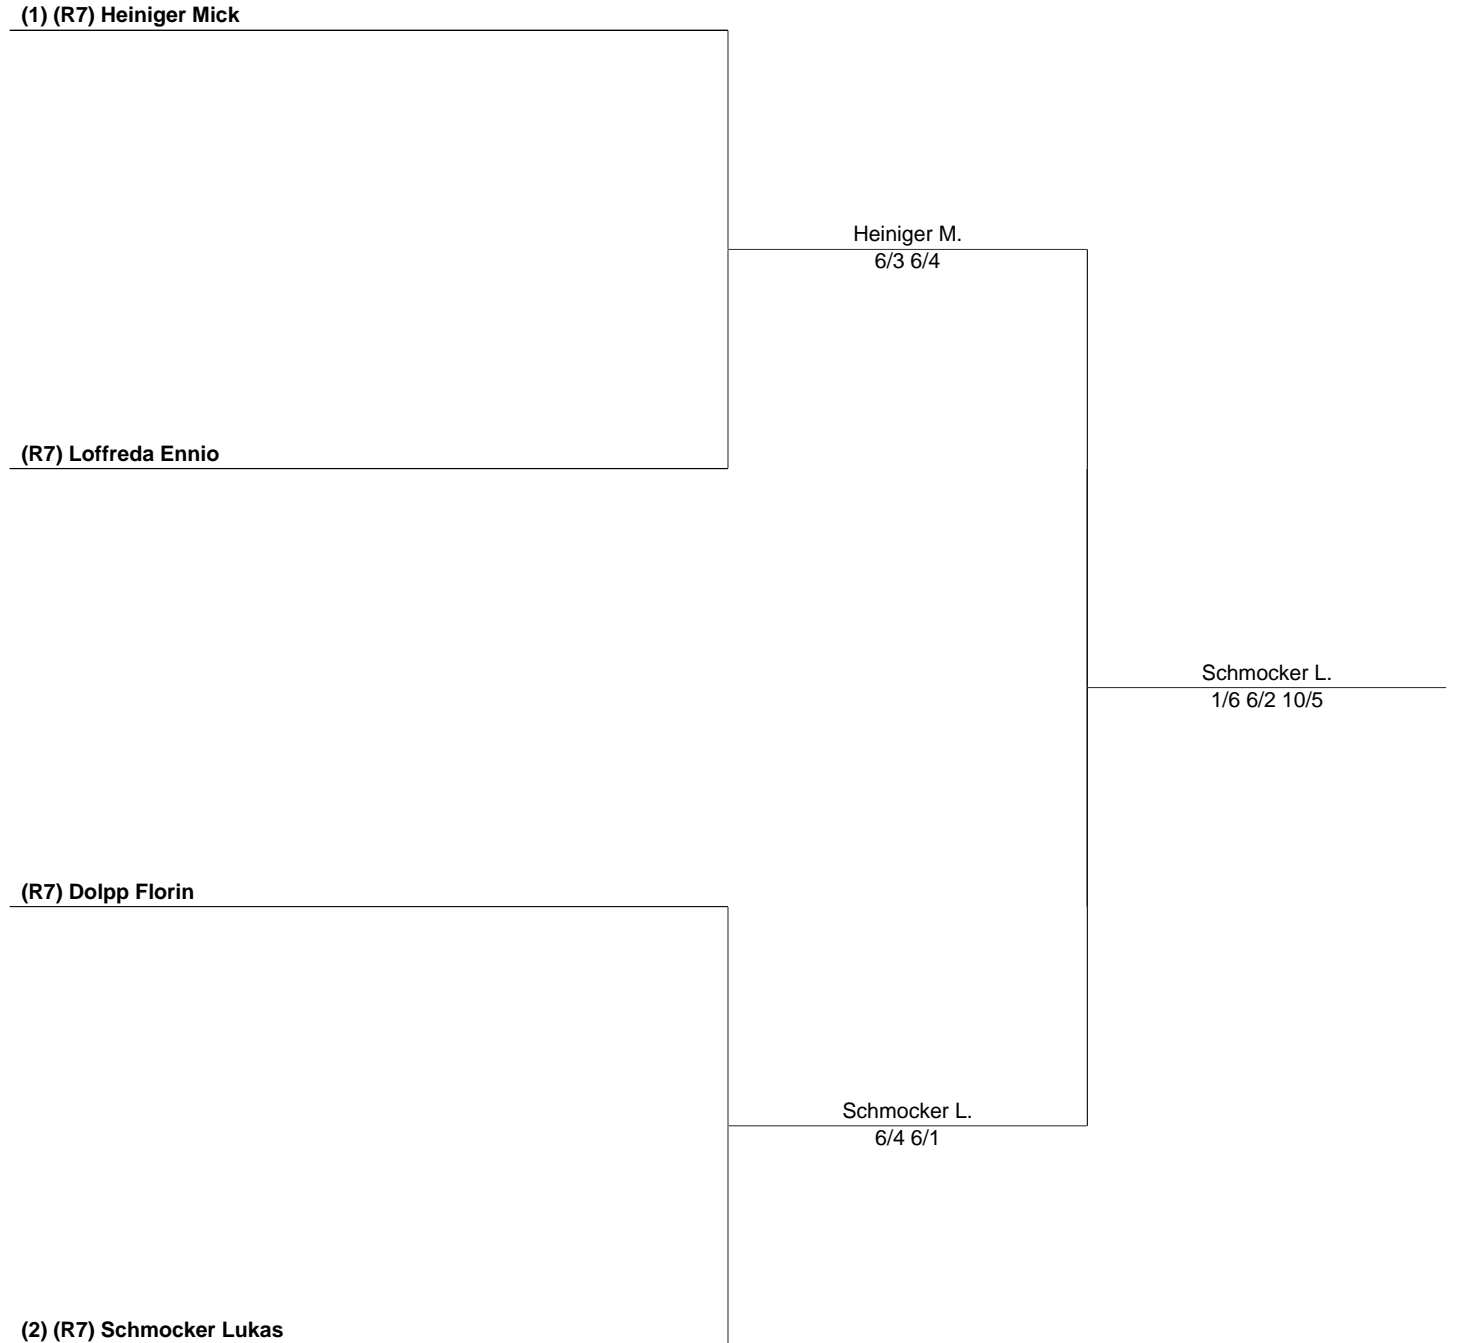 (1) (R7) Heiniger Mick
Heiniger M.
6/3 6/4
(R7) Loffreda Ennio
Schmocker L.
1/6 6/2 10/5
(R7) Dolpp Florin
Schmocker L.
6/4 6/1
(2) (R7) Schmocker Lukas